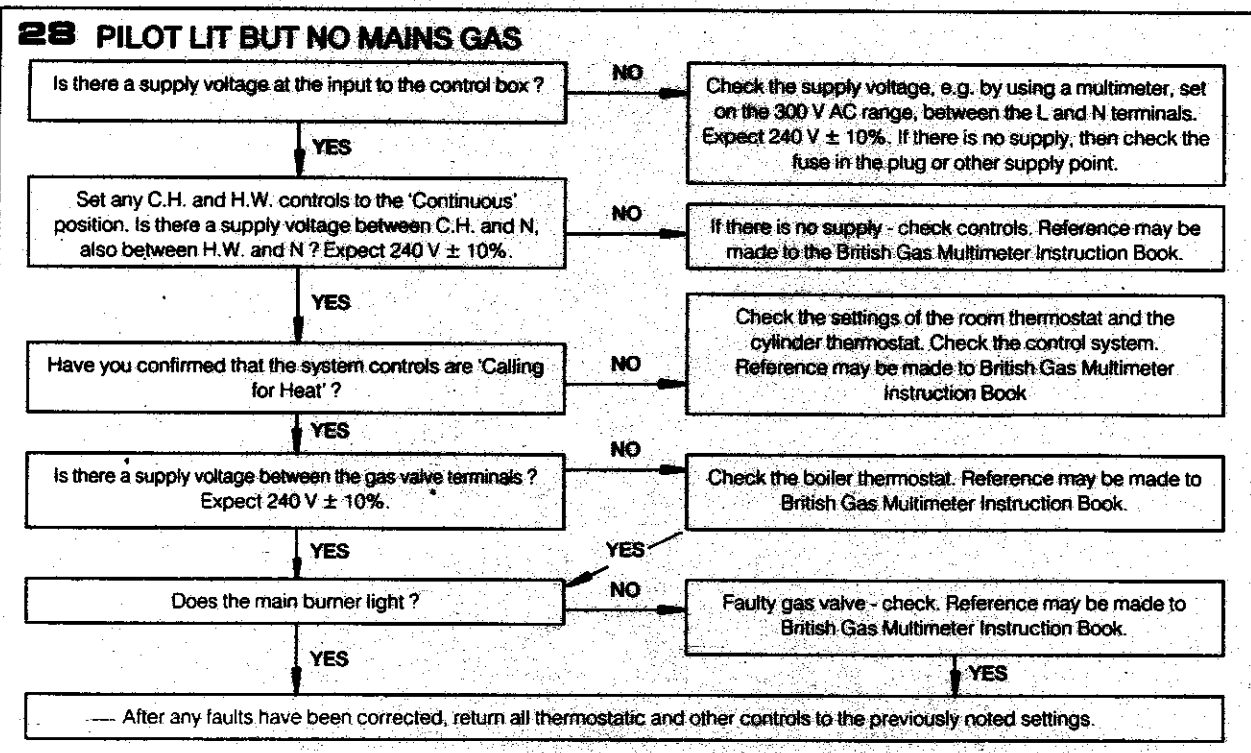 28 PILOT LIT BUT NO MAINS GAS
Is there a supply voltage at the input to the control box ?
NO
Check the supply voltage, e.g. by using a multimeter, set
on the 300 V AC range, between the L and N terminals.
Expect 240 V ± 10%. If there is no supply, then check the
fuse in the plug or other supply point.
YES
Set any C.H. and H.W. controls to the 'Continuous'
position. Is there a supply voltage between C.H. and N,
also between H.W. and N ? Expect 240 V ± 10%.
NO
If there is no supply - check controls. Reference may be
made to the British Gas Multimeter Instruction Book.
YES
Have you confirmed that the system controls are 'Calling
for Heat' ?
NO
Check the settings of the room thermostat and the
cylinder thermostat. Check the control system.
Reference may be made to British Gas Multimeter
Instruction Book
YES
Is there a supply voltage between the gas valve terminals ?
Expect 240 V ± 10%.
NO
Check the boiler thermostat. Reference may be made to
British Gas Multimeter Instruction Book.
YES
YES
Does the main burner light ?
NO
Faulty gas valve - check. Reference may be made to
British Gas Multimeter Instruction Book.
YES
YES
After any faults have been corrected, return all thermostatic and other controls to the previously noted settings.